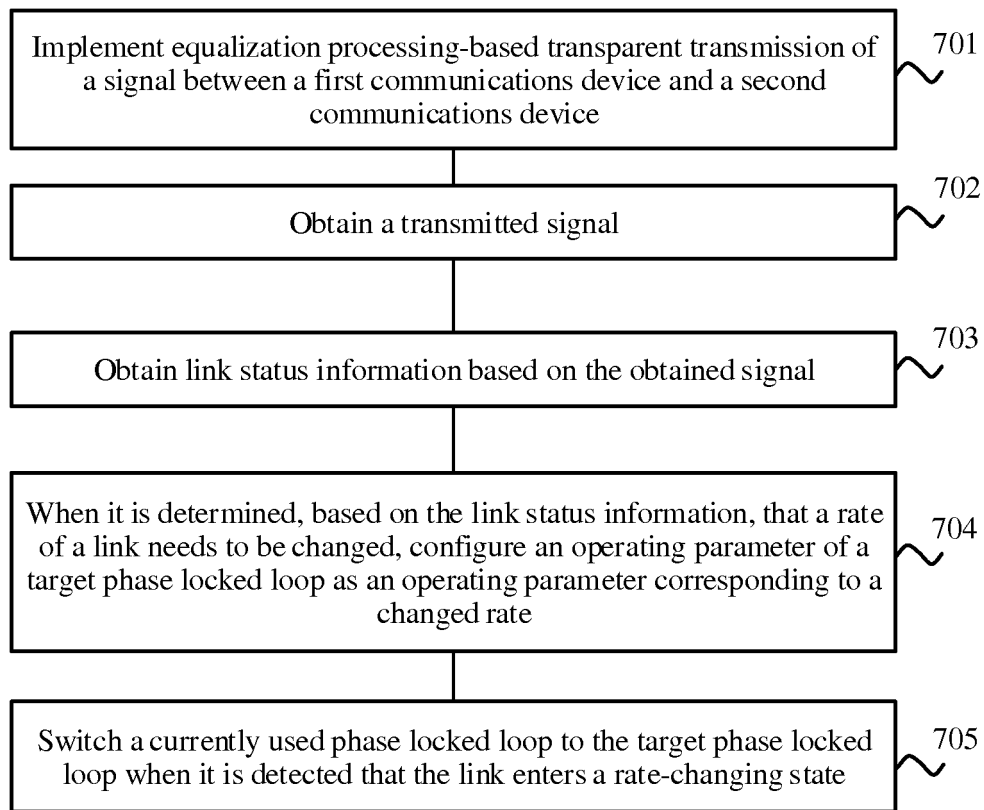 Implement equalization processing-based transparent transmission of
a signal between a first communications device and a second
communications device
701
Obtain a transmitted signal
702
Obtain link status information based on the obtained signal
703
When it is determined, based on the link status information, that a rate
of a link needs to be changed, configure an operating parameter of a
target phase locked loop as an operating parameter corresponding to a
changed rate
704
Switch a currently used phase locked loop to the target phase locked
loop when it is detected that the link enters a rate-changing state
705